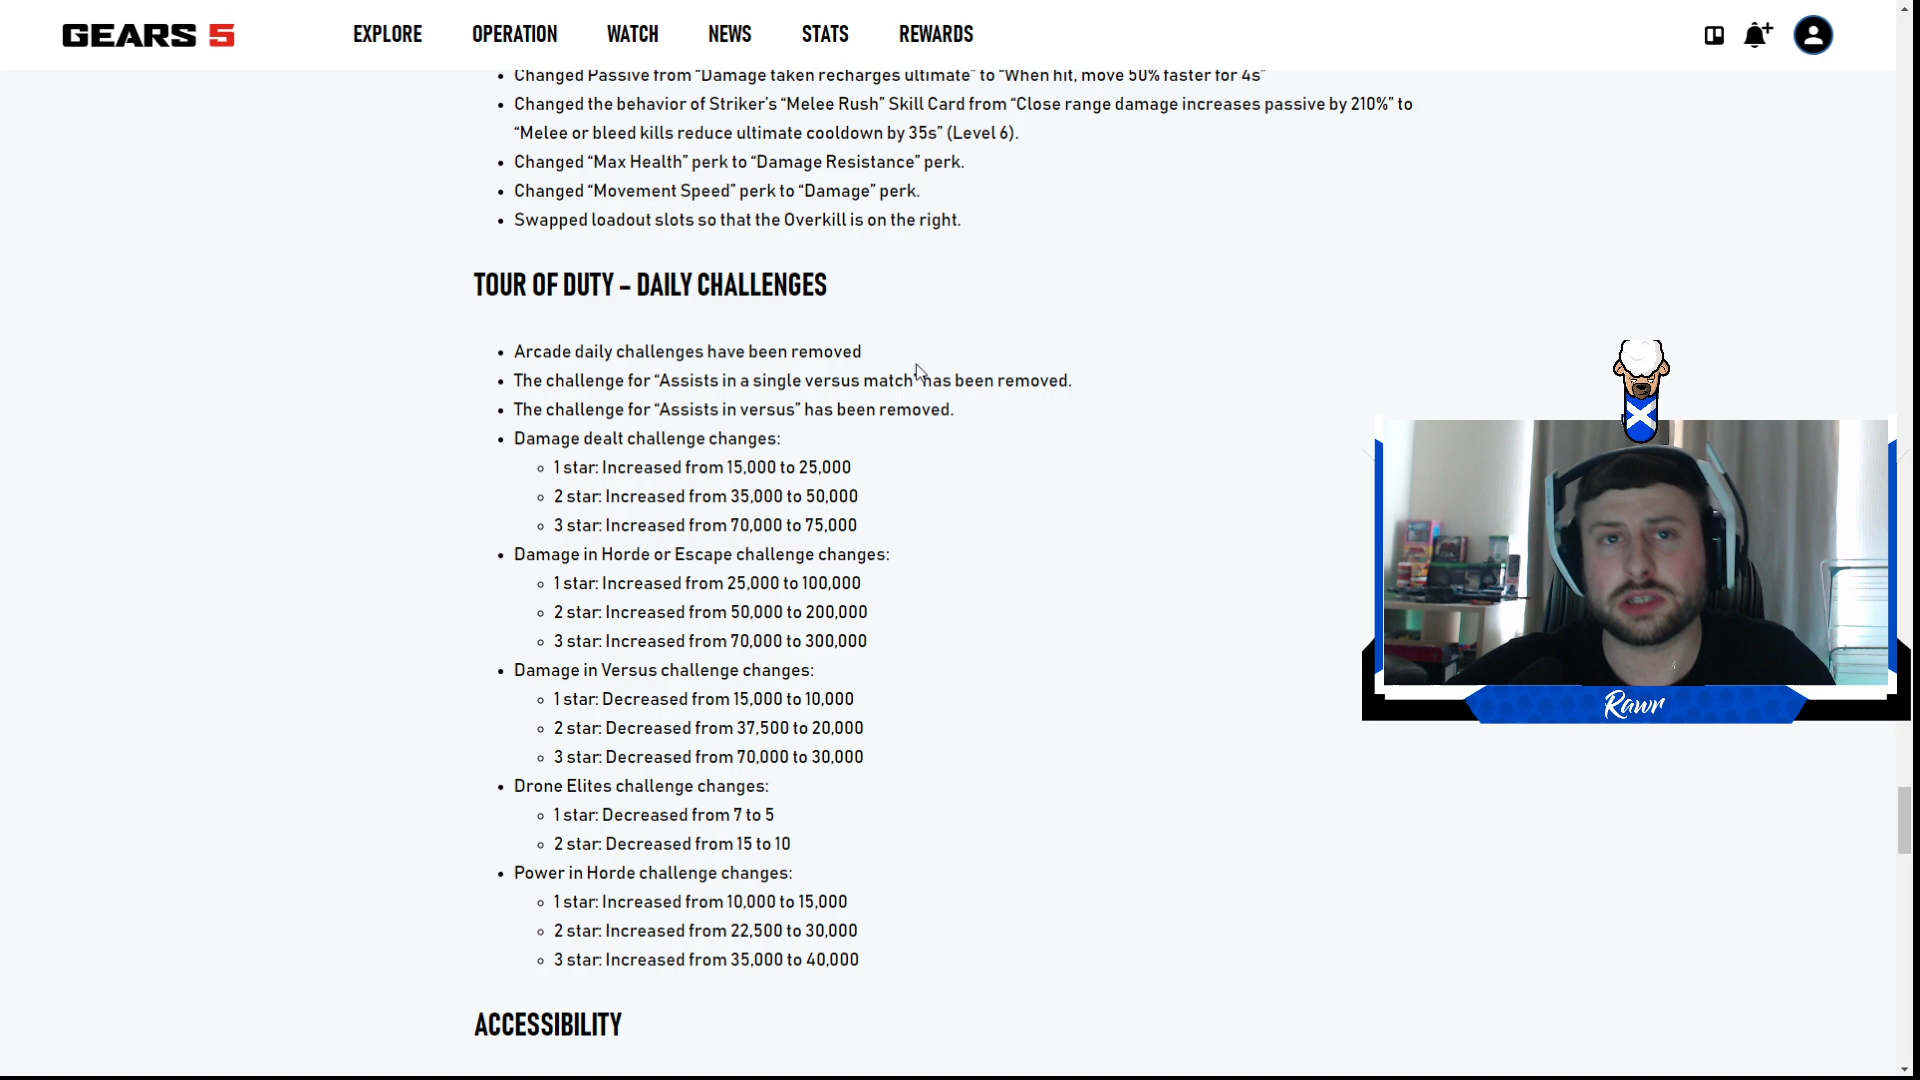 GEARS 5
EXPLORE OPERATION WATCH NEWS STATS REWARDS
• Changed Passive from “Damage taken recharges ultimate” to “When hit, move 50% faster for 4s”
• Changed the behavior of Striker’s “Melee Rush” Skill Card from “Close range damage increases passive by 210%” to
“Melee or bleed kills reduce ultimate cooldown by 35s” (Level 6).
• Changed “Max Health” perk to “Damage Resistance” perk.
• Changed “Movement Speed” perk to “Damage” perk.
• Swapped loadout slots so that the Overkill is on the right.
TOUR OF DUTY – DAILY CHALLENGES
• Arcade daily challenges have been removed
• The challenge for “Assists in a single versus match” has been removed.
• The challenge for “Assists in versus” has been removed.
• Damage dealt challenge changes:
◦ 1 star: Increased from 15,000 to 25,000
◦ 2 star: Increased from 35,000 to 50,000
◦ 3 star: Increased from 70,000 to 75,000
• Damage in Horde or Escape challenge changes:
◦ 1 star: Increased from 25,000 to 100,000
◦ 2 star: Increased from 50,000 to 200,000
◦ 3 star: Increased from 70,000 to 300,000
• Damage in Versus challenge changes:
◦ 1 star: Decreased from 15,000 to 10,000
◦ 2 star: Decreased from 37,500 to 20,000
◦ 3 star: Decreased from 70,000 to 30,000
• Drone Elites challenge changes:
◦ 1 star: Decreased from 7 to 5
◦ 2 star: Decreased from 15 to 10
• Power in Horde challenge changes:
◦ 1 star: Increased from 10,000 to 15,000
◦ 2 star: Increased from 22,500 to 30,000
◦ 3 star: Increased from 35,000 to 40,000
ACCESSIBILITY
Rawr